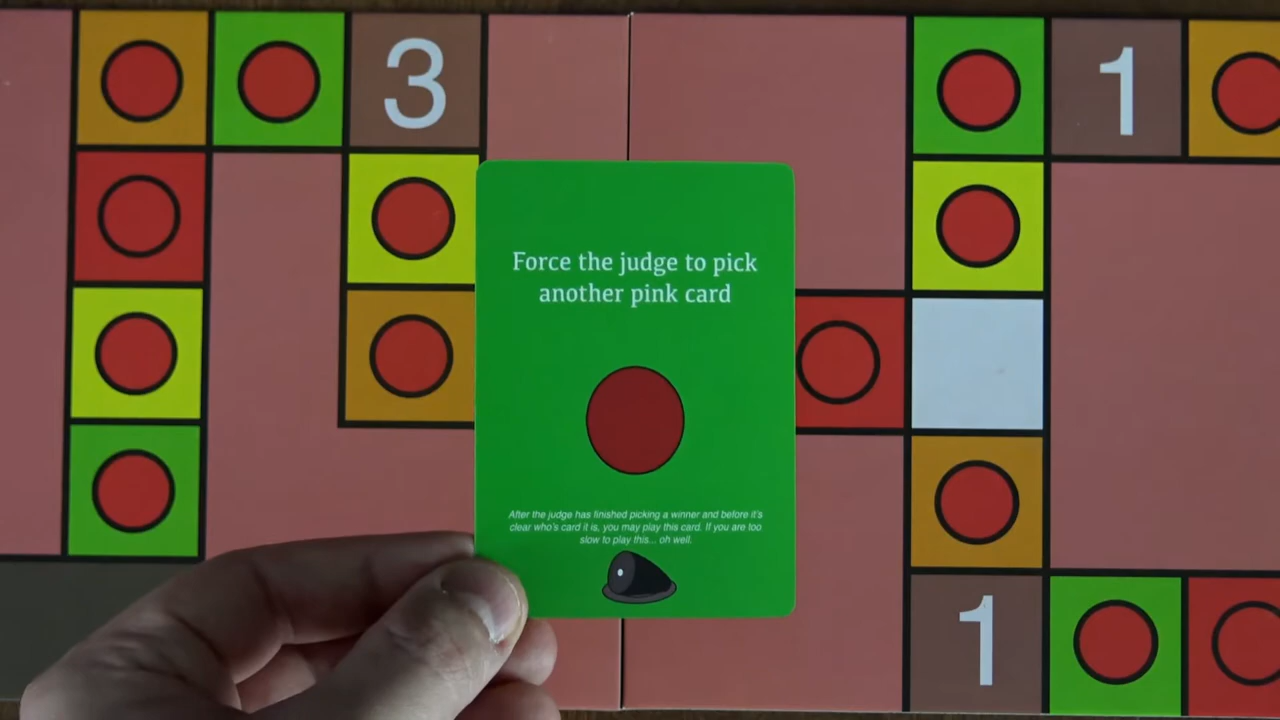 3
1
Force the judge to pick
another pink card
After the judge has finished picking a winner and before it's
clear who's card it is, you may play this card. If you are too
slow to play this... oh well.
1